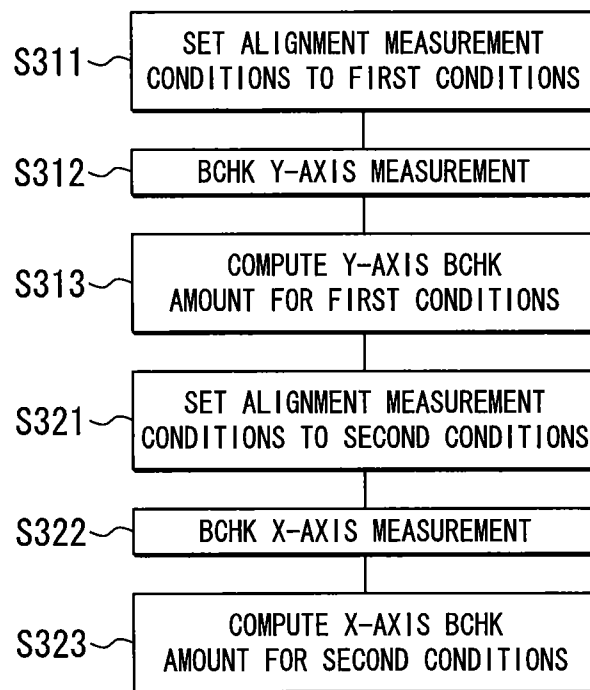 S311
SET ALIGNMENT MEASUREMENT
CONDITIONS TO FIRST CONDITIONS
S312
BCHK Y-AXIS MEASUREMENT
S313
COMPUTE Y-AXIS BCHK
AMOUNT FOR FIRST CONDITIONS
S321
SET ALIGNMENT MEASUREMENT
CONDITIONS TO SECOND CONDITIONS
S322
BCHK X-AXIS MEASUREMENT
S323
COMPUTE X-AXIS BCHK
AMOUNT FOR SECOND CONDITIONS